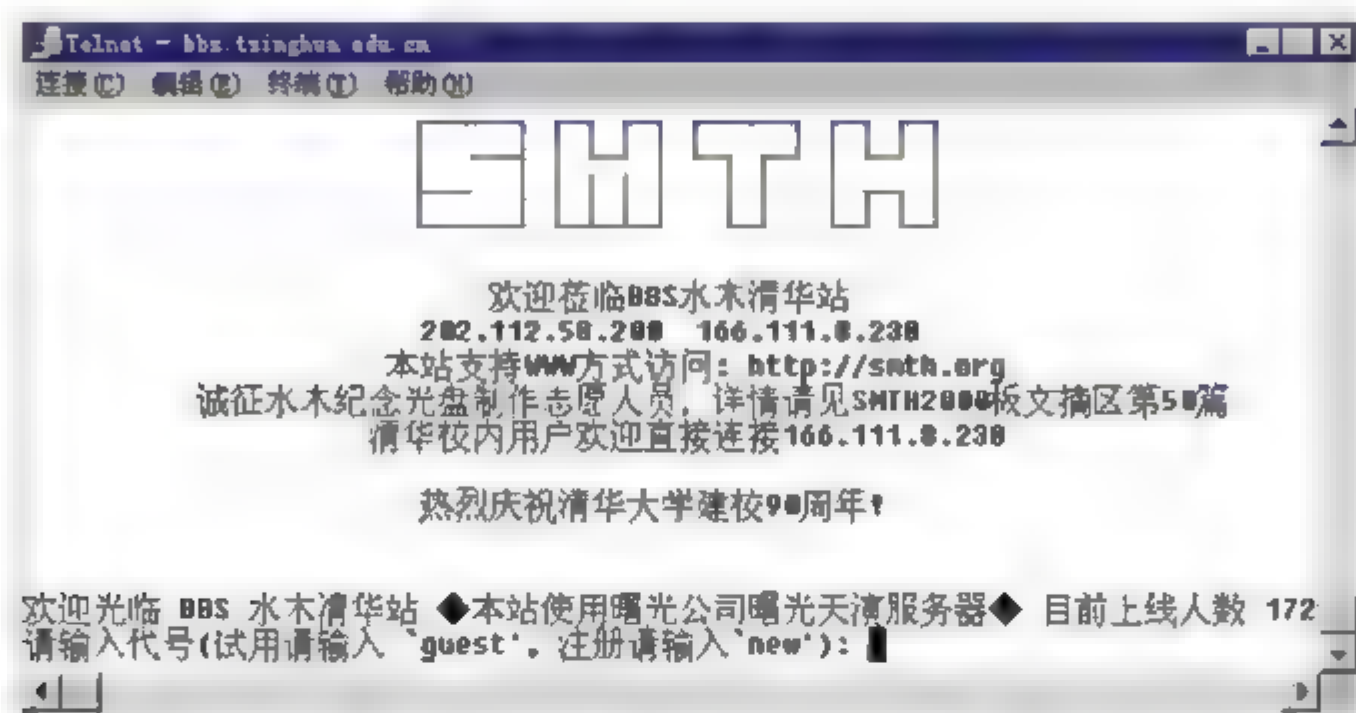 Telnet - bbs.tsinghua.edu.cn
连接(C) 编辑(E) 终端(T) 帮助(H)
SMTH
欢迎莅临BBS水木清华站
202.112.58.200 166.111.8.238
本站支持WWW方式访问: http://smth.org
诚征水木纪念光盘制作志愿人员, 详情请见SMTH2000板文摘区第50篇
清华校内用户欢迎直接连接166.111.8.238
热烈庆祝清华大学建校90周年!
欢迎光临 BBS 水木清华站 ◆本站使用曙光公司曙光天演服务器◆ 目前上线人数 172
请输入代号(试用请输入 `guest', 注册请输入`new'):